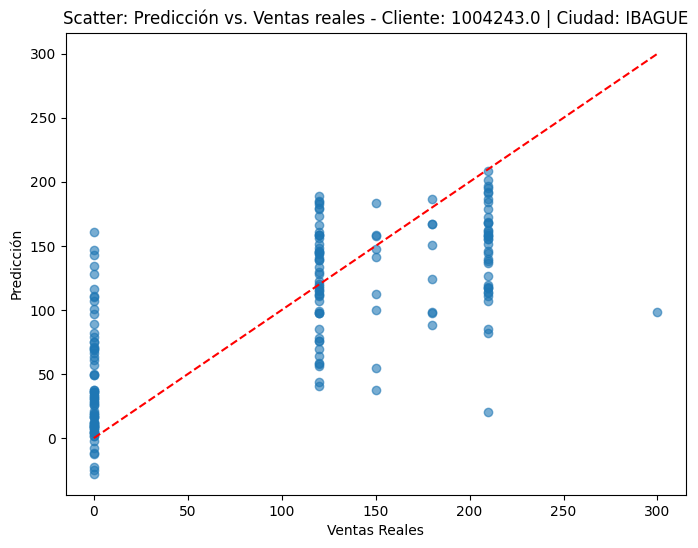 Scatter: Predicción vs. Ventas reales - Cliente: 1004243.0 | Ciudad: IBAGUE
300
250
200
150
100
50
0
Predicción
0 50 100 150 200 250 300
Ventas Reales